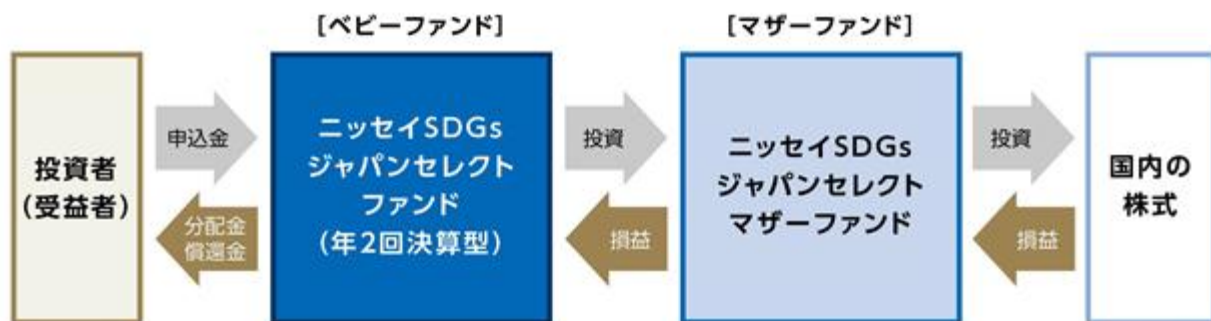 ［ベビーファンド］
［マザーファンド］
投資者
（受益者）
申込金
分配金
償還金
ニッセイSDGs
ジャパンセレクト
ファンド
（年2回決算型）
投資
損益
ニッセイSDGs
ジャパンセレクト
マザーファンド
投資
損益
国内の
株式